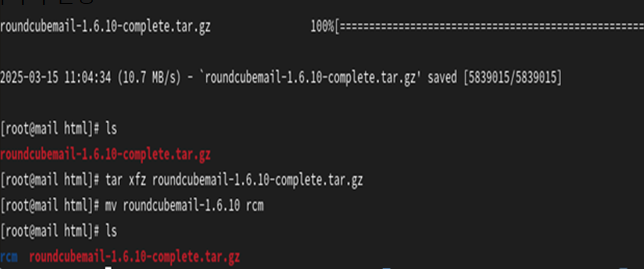 roundcubemail-1.6.10-complete.tar.gz 100%[==================================================
2025-03-15 11:04:34 (10.7 MB/s) - `roundcubemail-1.6.10-complete.tar.gz' saved [5839015/5839015]
[root@mail html]# ls
roundcubemail-1.6.10-complete.tar.gz
[root@mail html]# tar xfz roundcubemail-1.6.10-complete.tar.gz
[root@mail html]# mv roundcubemail-1.6.10 rcm
[root@mail html]# ls
rcm roundcubemail-1.6.10-complete.tar.gz